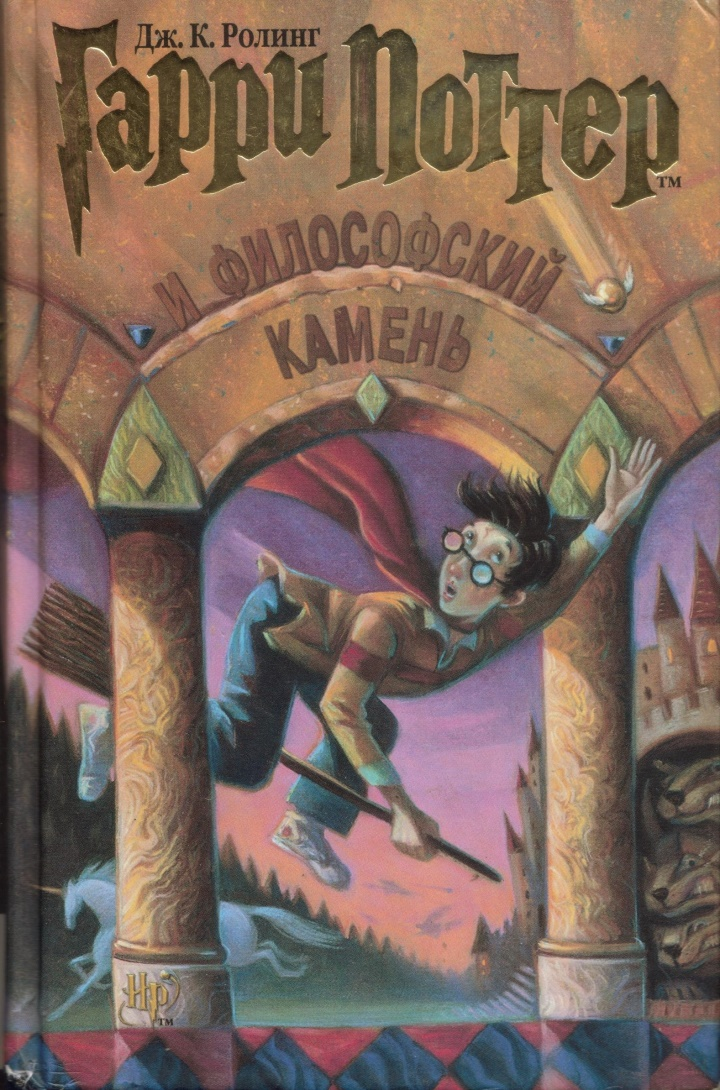 Дж. К. Ролинг
Гарри Поттер
™
и философский
камень
HP
™